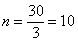 n = 30/3 = 10